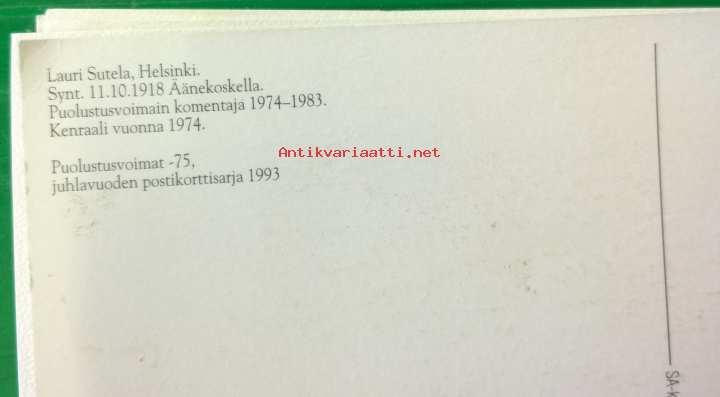 Lauri Sutela, Helsinki.
Synt. 11.10.1918 Äänekoskella.
Puolustusvoimain komentaja 1974–1983.
Kenraali vuonna 1974.
Puolustusvoimat -75,
juhlavuoden postikorttisarja 1993
Antikvariaatti.net